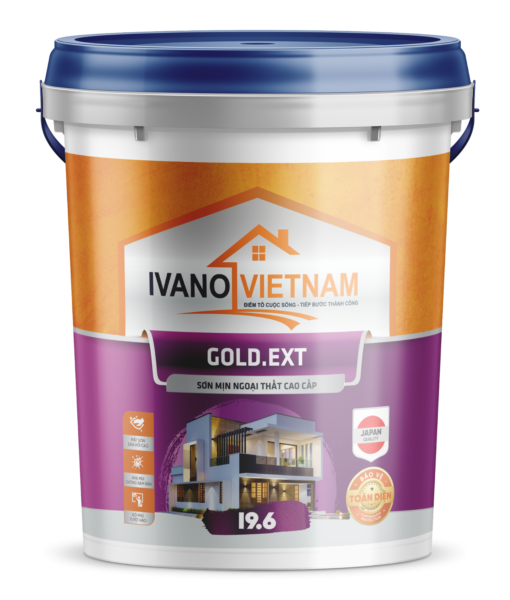 IVANO VIETNAM
ĐIỂM TÔ CUỘC SỐNG - TIẾP BƯỚC THÀNH CÔNG
GOLD.EXT
SƠN MỊN NGOẠI THẤT CAO CẤP
JAPAN
QUALITY
BẢO VỆ
TOÀN DIỆN
19.6